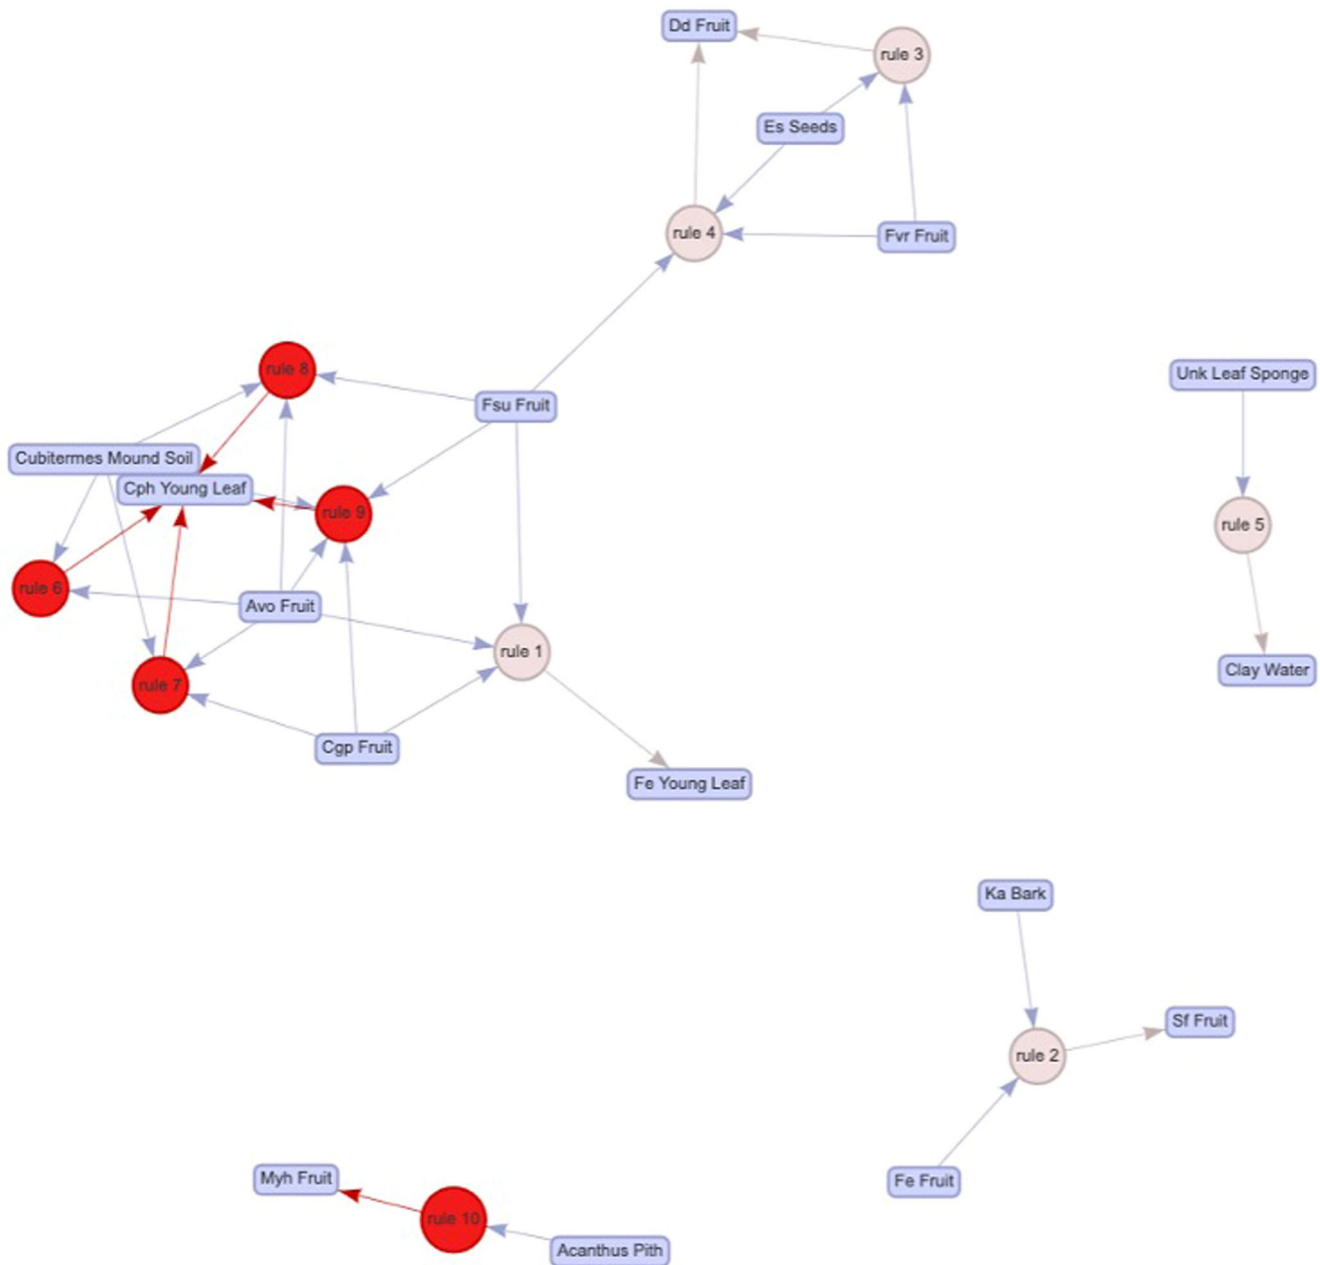 Dd Fruit
rule 3
Es Seeds
rule 4
Fvr Fruit
rule 8
Unk Leaf Sponge
Fsu Fruit
Cubitermes Mound Soil
Cph Young Leaf
rule 9
rule 5
rule 6
Avo Fruit
rule 1
Clay Water
rule 7
Cgp Fruit
Fe Young Leaf
Ka Bark
Sf Fruit
rule 2
Myh Fruit
Fe Fruit
rule 10
Acanthus Pith